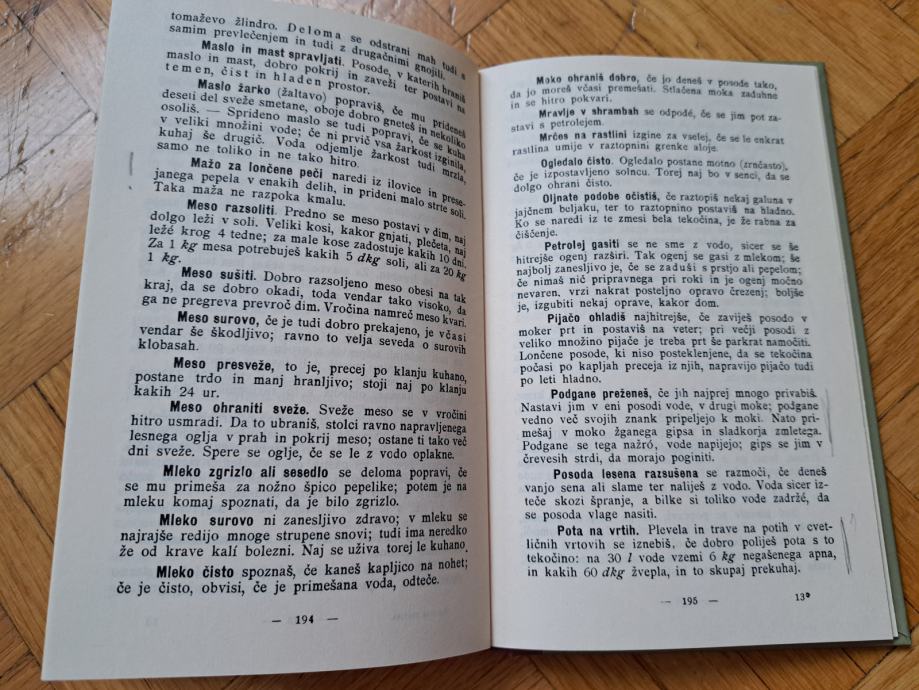 tomaževo žlindro. Deloma se odstrani mah tudi s
samim prevlečenjem in tudi z drugačnimi gnojili.
Maslo in mast spravljati. Posode, v katerih hraniš
maslo in mast, dobro pokrij in zaveži ter postavi na
temen, čist in hladen prostor.
Maslo žarko (žaltavo) popraviš, če mu prideneš
deseti del sveže smetane, oboje dobro gneteš in nekoliko
osoliš. — Sprideno maslo se tudi popravi, če se kuha
v veliki množini vode; če ni prvič vsa žarkost izginila,
kuhaj še drugič. Voda odjemlje žarkost tudi mrzla,
samo ne toliko in ne tako hitro.
Mažo za lončene peči naredi iz ilovice in prese-
janega pepela v enakih delih, in prideni malo strte soli.
Taka maža ne razpoka kmalu.
Meso razsoliti. Predno se meso postavi v dim, naj
dolgo leži v soli. Veliki kosi, kakor gnjati, plečeta, naj
ležé krog 4 tedne; za male kose zadostuje kakih 10 dni.
Za 1 kg mesa potrebuješ kakih 5 dkg soli, ali za 20 kg
1 kg.
Meso sušiti. Dobro razsoljeno meso obesi na tak
kraj, da se dobro okadi, toda vendar tako visoko, da
ga ne pregreva prevroč dim. Vročina namreč meso kvari.
Meso surovo, če je tudi dobro prekajeno, je včasi
vendar še škodljivo; ravno to velja seveda o surovih
klobasah.
Meso presveže, to je, precej po klanju kuhano,
postane trdo in manj hranljivo; stoji naj po klanju
kakih 24 ur.
Meso ohraniti sveže. Sveže meso se v vročini
hitro usmradi. Da to ubraniš, stolci ravno napravljenega
lesnega oglja v prah in pokrij meso; ostane ti tako več
dni sveže. Spere se oglje, če se le z vodo oplakne.
Mleko zgrizlo ali sesedlo se deloma popravi, če
se mu primeša za nožno špico pepelike; potem je na
mleku komaj spoznati, da je bilo zgrizlo.
Mleko surovo ni zanesljivo zdravo; v mleku se
najrajše redijo mnoge strupene snovi; tudi ima neredko
že od krave kalí bolezni. Naj se uživa torej le kuhano.
Mleko čisto spoznaš, če kaneš kapljico na nohet;
če je čisto, obvisi, če je primešana voda, odteče.
— 194 —
Moko ohraniš dobro, če jo deneš v posode tako,
da jo moreš včasi premešati. Stlačena moka zaduhne
in se hitro pokvari.
Mravlje v shrambah se odpodé, če se jim pot za-
stavi s petrolejem.
Mrčes na rastlini izgine za vselej, če se le enkrat
rastlina umije v raztopnini grenke aloje.
Ogledalo čisto. Ogledalo postane motno (zrnčasto),
če je izpostavljeno solncu. Torej naj bo v senci, da se
dolgo ohrani čisto.
Oljnate podobe očistiš, če raztopiš nekaj galuna v
jajčnem beljaku, ter raztopnino postaviš na hladno.
Ko se naredi iz te zmesi bela tekočina, je že rabna za
čiščenje.
Petrolej gasiti se ne sme z vodo, sicer se še
hitrejše ogenj razširi. Tak ogenj se gasi z mlekom; še
najbolj zanesljivo je, če se zaduši s prstjo ali pepelom;
če nimaš nič pripravnega pri roki in je ogenj močno
nevaren, vrzi nakrat posteljno opravo črezenj; boljše
je, izgubiti nekaj oprave, kakor dom.
Pijačo ohladiš najhitrejše, če zaviješ posodo v
moker prt in postaviš na veter; pri večji posodi z
veliko množino pijače je treba prt še parkrat namočiti.
Lončene posode, ki niso posteklenjene, da se tekočina
počasi po kapljah preceja iz njih, napravijo pijačo tudi
po leti hladno.
Podgane preženeš, če jih najprej mnogo privabiš.
Nastavi jim v eni posodi vode, v drugi moke; podgane
vedno več svojih znank pripeljejo k moki. Nato pri-
mešaj v moko žganega gipsa in sladkorja zmletega.
Podgane se tega nažró, vode napijejo; gips se jim v
črevesih strdi, da morajo poginiti.
Posoda lesena razsušena se razmoči, če deneš
vanjo sena ali slame ter naliješ z vodo. Voda sicer iz-
teče skozi špranje, a bilke si toliko vode zadržé, da
se posoda vlage nasiti.
Pota na vrtih. Plevela in trave na potih v cvet-
ličnih vrtovih se iznebiš, če dobro poliješ pota s to
tekočino: na 30 l vode vzemi 6 kg negašenega apna,
in kakih 60 dkg žvepla, in to skupaj prekuhaj.
— 195 —
13*